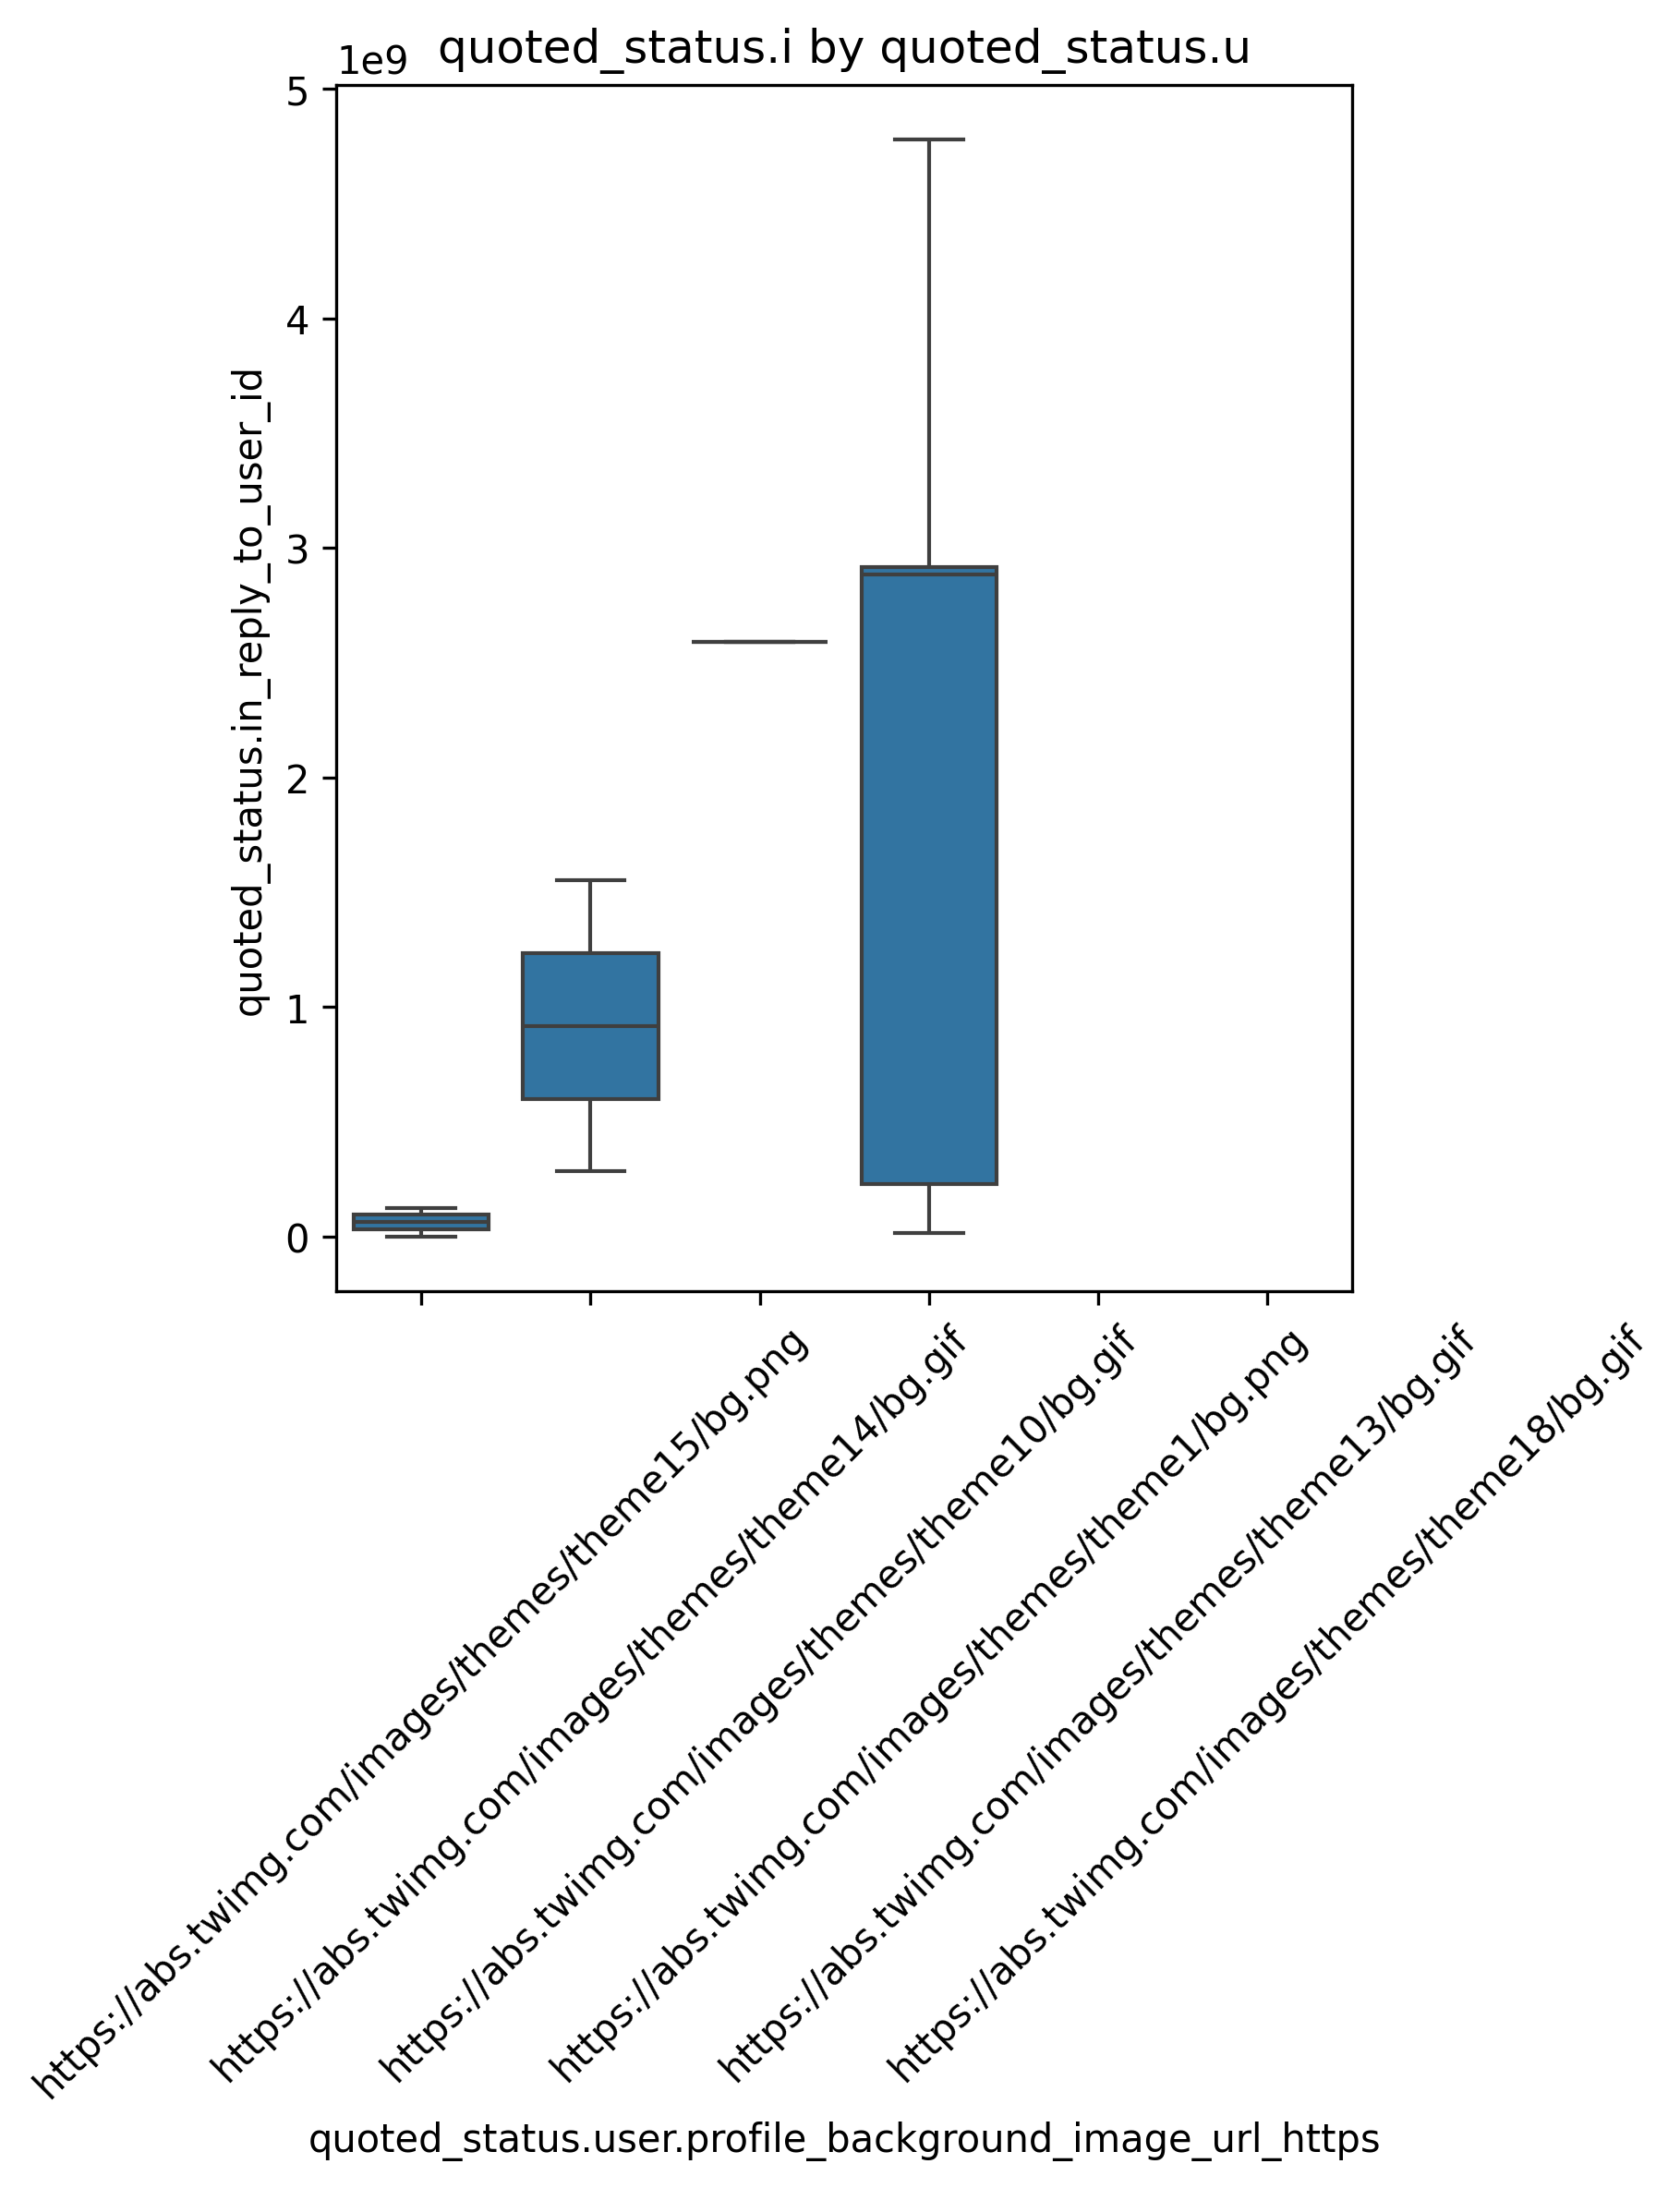 quoted_status.i by quoted_status.u
1e9
5
4
3
2
1
0
quoted_status.in_reply_to_user_id
https://abs.twimg.com/images/themes/theme15/bg.png
https://abs.twimg.com/images/themes/theme14/bg.gif
https://abs.twimg.com/images/themes/theme10/bg.gif
https://abs.twimg.com/images/themes/theme1/bg.png
https://abs.twimg.com/images/themes/theme13/bg.gif
https://abs.twimg.com/images/themes/theme18/bg.gif
quoted_status.user.profile_background_image_url_https